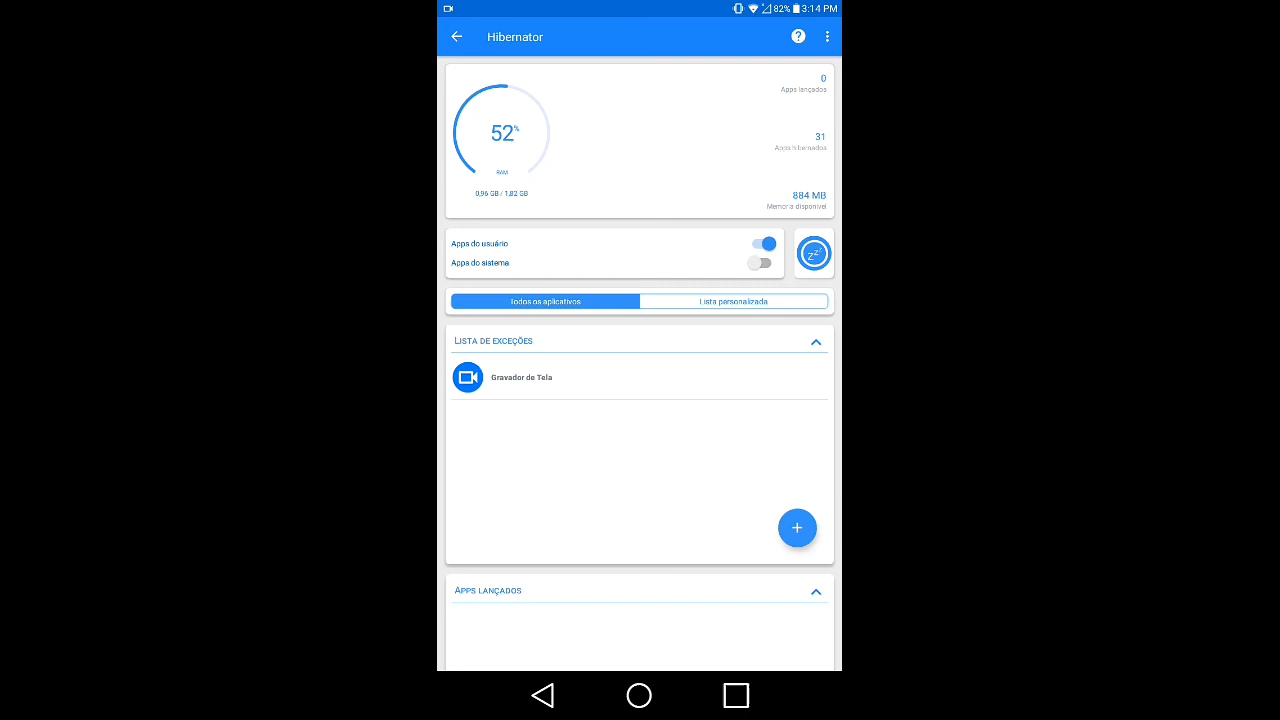 82% 3:14 PM
Hibernator
0
Apps lançados
52%
31
Apps hibernados
RAM
0,96 GB / 1,82 GB
884 MB
Memória disponível
Apps do usuário
Apps do sistema
zzz
Todos os aplicativos
Lista personalizada
LISTA DE EXCEÇÕES
Gravador de Tela
APPS LANÇADOS